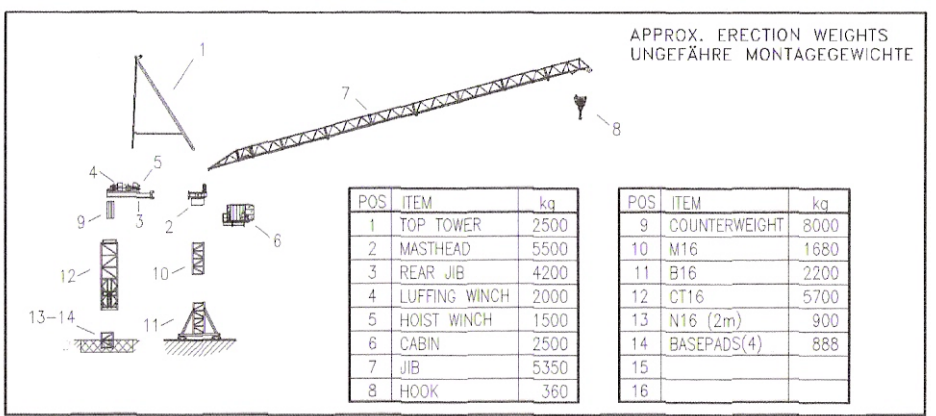 APPROX. ERECTION WEIGHTS
UNGEFÄHRE MONTAGEGEWICHTE
1
7
8
4
5
9
3
2
6
12
10
13-14
11
POS ITEM kg
1 TOP TOWER 2500
2 MASTHEAD 5500
3 REAR JIB 4200
4 LUFFING WINCH 2000
5 HOIST WINCH 1500
6 CABIN 2500
7 JIB 5350
8 HOOK 360
POS ITEM kg
9 COUNTERWEIGHT 8000
10 M16 1680
11 B16 2200
12 CT16 5700
13 N16 (2m) 900
14 BASEPADS(4) 888
15
16